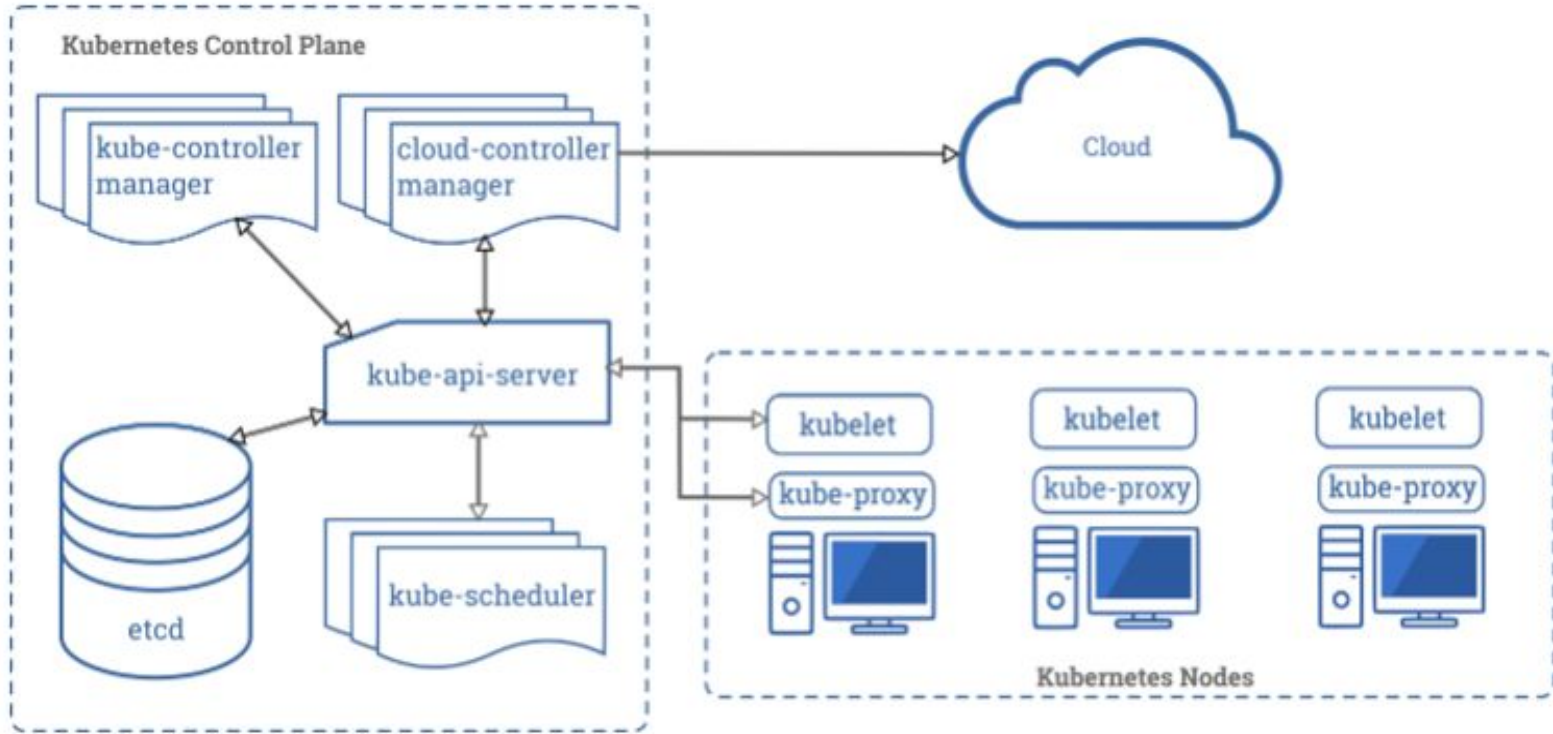 Kubernetes Control Plane
kube-controller
manager
cloud-controller
manager
Cloud
kube-api-server
etcd
kube-scheduler
kubelet
kube-proxy
kubelet
kube-proxy
kubelet
kube-proxy
Kubernetes Nodes